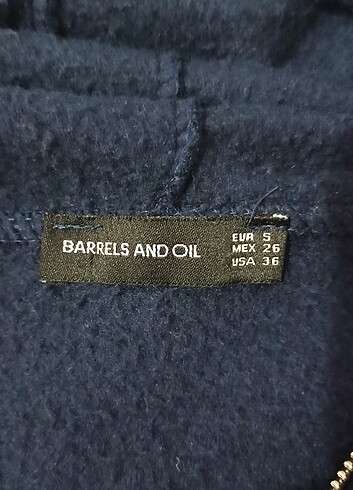 BARRELS AND OIL
EUR S
MEX 26
USA 36